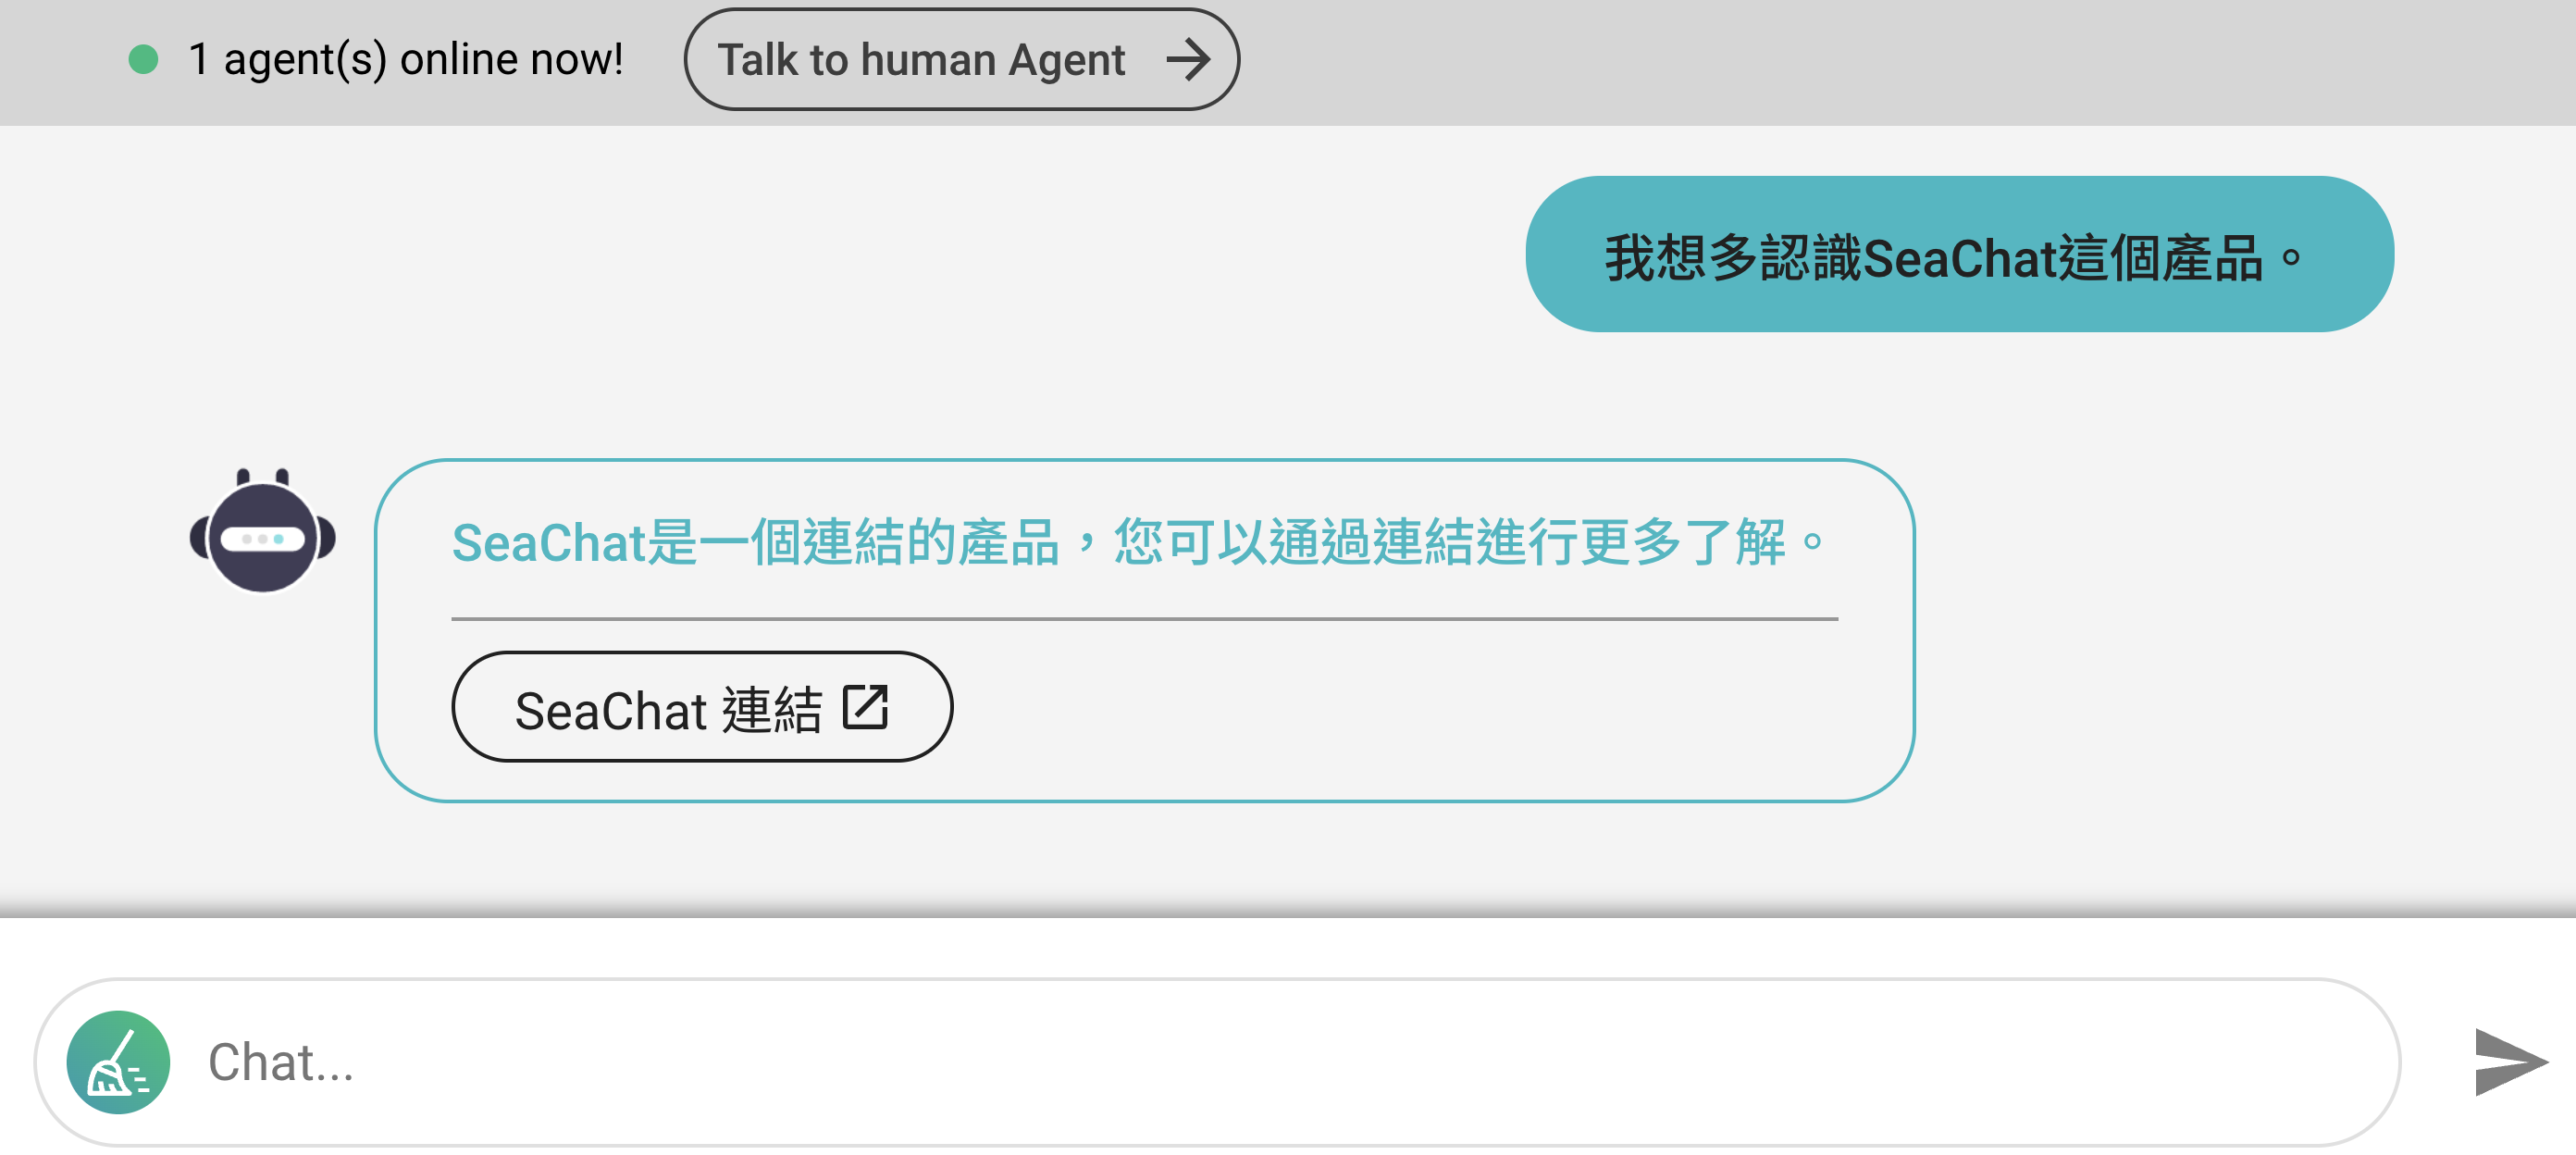 1 agent(s) online now!
Talk to human Agent
我想多認識SeaChat這個產品。
SeaChat是一個連結的產品，您可以通過連結進行更多了解。
SeaChat 連結
Chat...